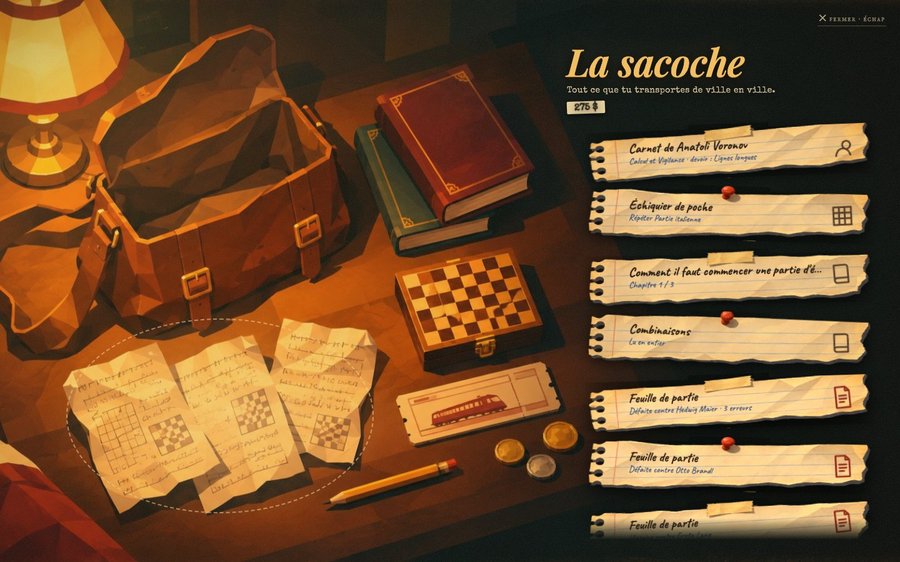 ✕ FERMER · ÉCHAP
La sacoche
Tout ce que tu transportes de ville en ville.
275 $
Carnet de Anatoli Voronov
Calcul et Vigilance · devoir : Lignes longues
Échiquier de poche
Répéter Partie italienne
Comment il faut commencer une partie d'é...
Chapitre 1 / 3
Combinaisons
Lu en entier
Feuille de partie
Défaite contre Hedwig Maier · 3 erreurs
Feuille de partie
Défaite contre Otto Brandl
Feuille de partie